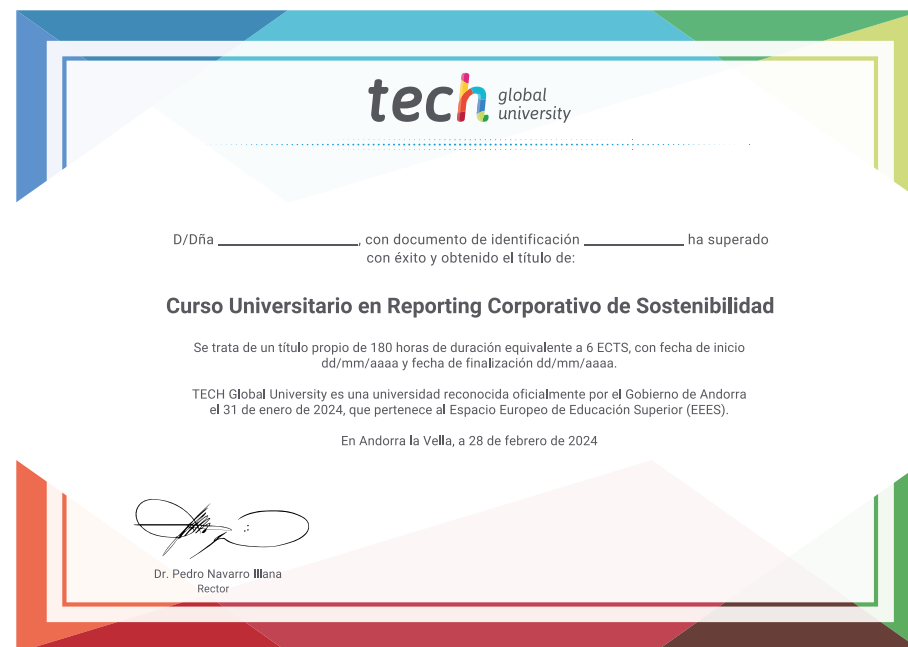 tech global university
D/Dña ____________________, con documento de identificación ______________ ha superado
con éxito y obtenido el título de:
Curso Universitario en Reporting Corporativo de Sostenibilidad
Se trata de un título propio de 180 horas de duración equivalente a 6 ECTS, con fecha de inicio
dd/mm/aaaa y fecha de finalización dd/mm/aaaa.
TECH Global University es una universidad reconocida oficialmente por el Gobierno de Andorra
el 31 de enero de 2024, que pertenece al Espacio Europeo de Educación Superior (EEES).
En Andorra la Vella, a 28 de febrero de 2024
Dr. Pedro Navarro Illana
Rector